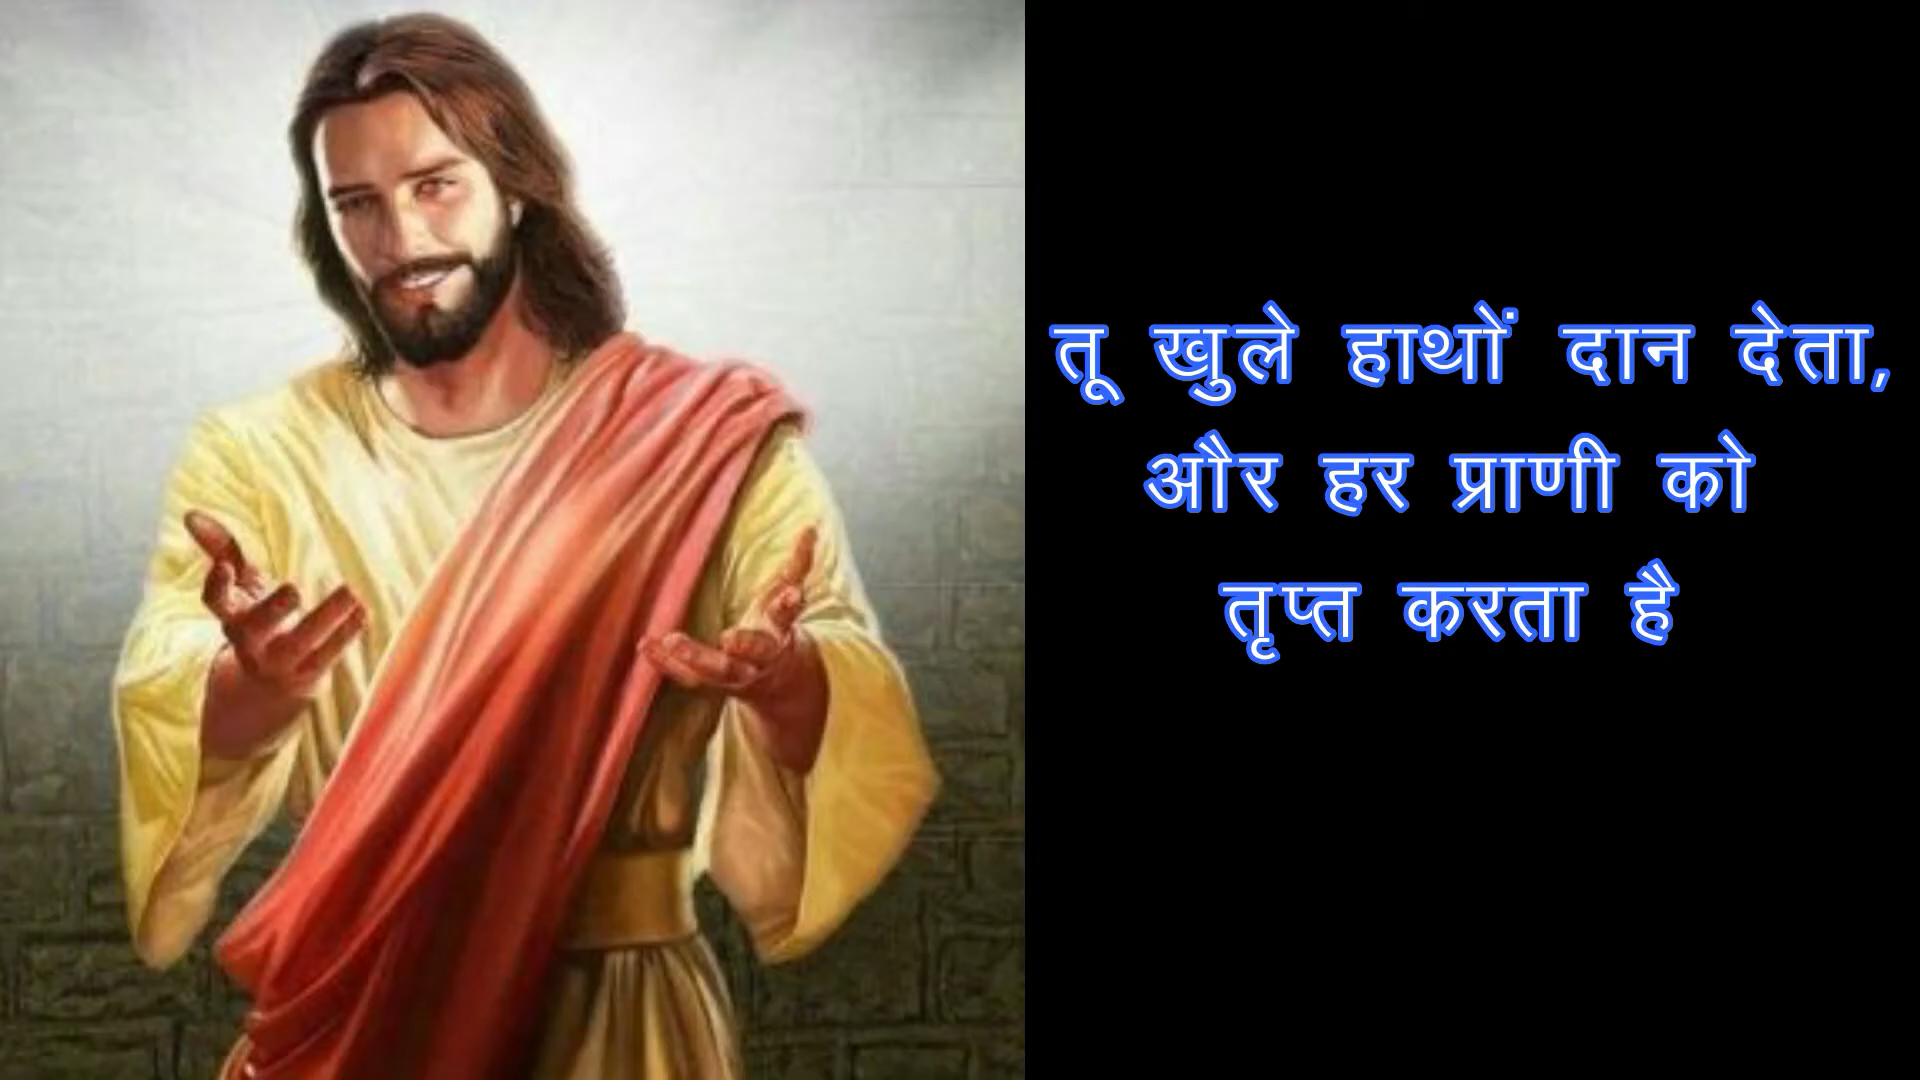 तू खुले हाथों दान देता,
और हर प्राणी को
तृप्त करता है